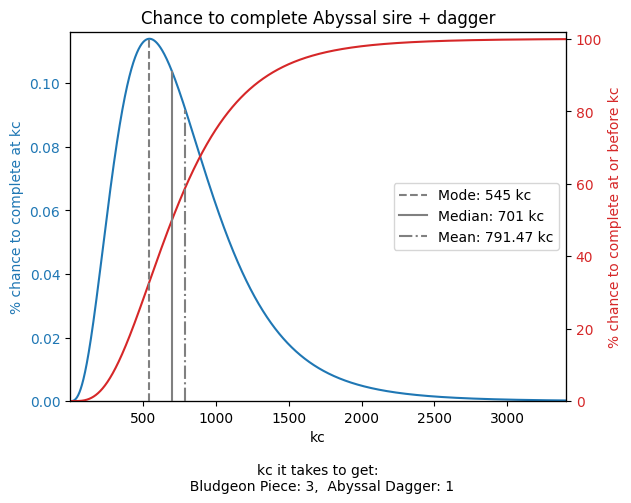 Chance to complete Abyssal sire + dagger
% chance to complete at kc
0.10
0.08
0.06
0.04
0.02
0.00
100
80
60
40
20
0
% chance to complete at or before kc
Mode: 545 kc
Median: 701 kc
Mean: 791.47 kc
500
1000
1500
2000
2500
3000
kc
kc it takes to get:
Bludgeon Piece: 3,  Abyssal Dagger: 1